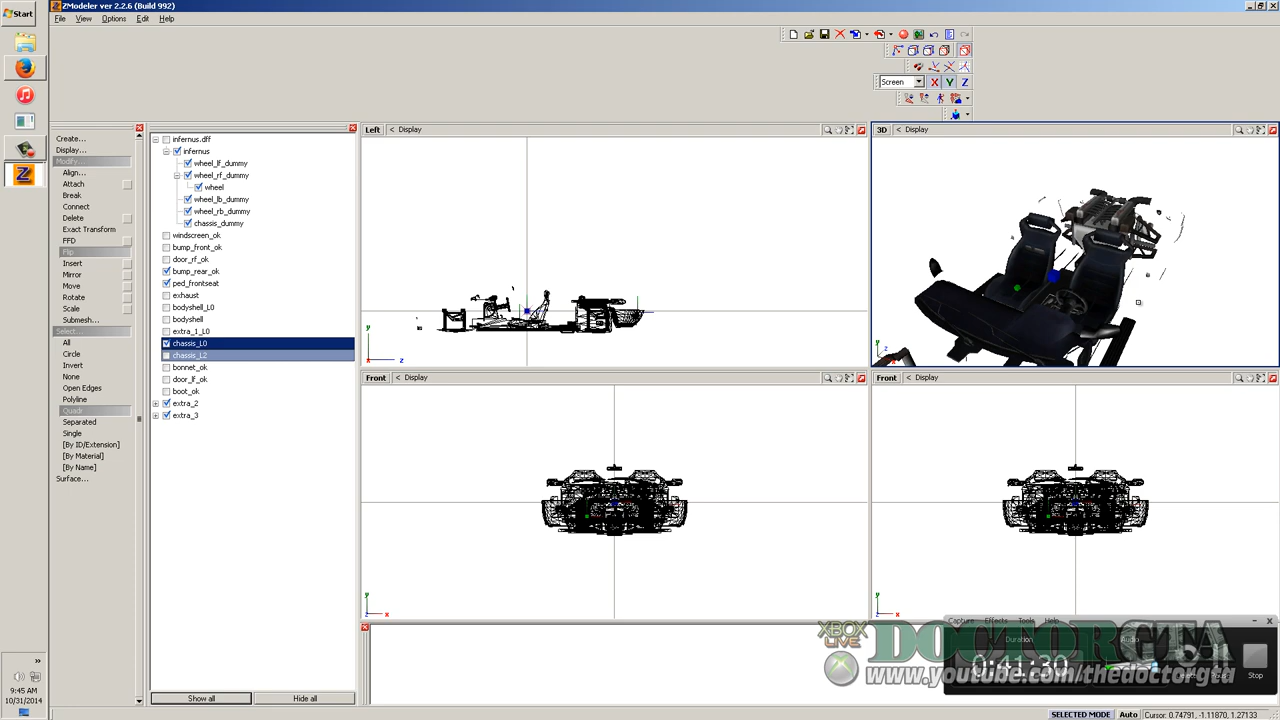 Start
ZModeler ver 2.2.6 (Build 992)
File View Options Edit Help
Screen X Y Z
Create...
Display...
Modify...
Align...
Attach
Break
Connect
Delete
Exact Transform
FFD
Flip
Insert
Mirror
Move
Rotate
Scale
Submesh...
Select...
All
Circle
Invert
None
Open Edges
Polyline
Quadr
Separated
Single
[By ID/Extension]
[By Material]
[By Name]
Surface...
infernus.dff
infernus
wheel_lf_dummy
wheel_rf_dummy
wheel
wheel_lb_dummy
wheel_rb_dummy
chassis_dummy
windscreen_ok
bump_front_ok
door_rf_ok
bump_rear_ok
ped_frontseat
exhaust
bodyshell_L0
bodyshell
extra_1_L0
chassis_L0
chassis_L2
bonnet_ok
door_lf_ok
boot_ok
extra_2
extra_3
Show all
Hide all
Left < Display
y
x z
3D < Display
z
y
x
Front < Display
y
z x
Front < Display
y
z x
Capture Effects Tools Help
Duration Audio
0:41:30
Stop
XBOX LIVE
DOCTORGTA
www.youtube.com/thedoctorgta
9:45 AM
10/31/2014
SELECTED MODE Auto Cursor: 0.74791, -1.11870, 1.27133